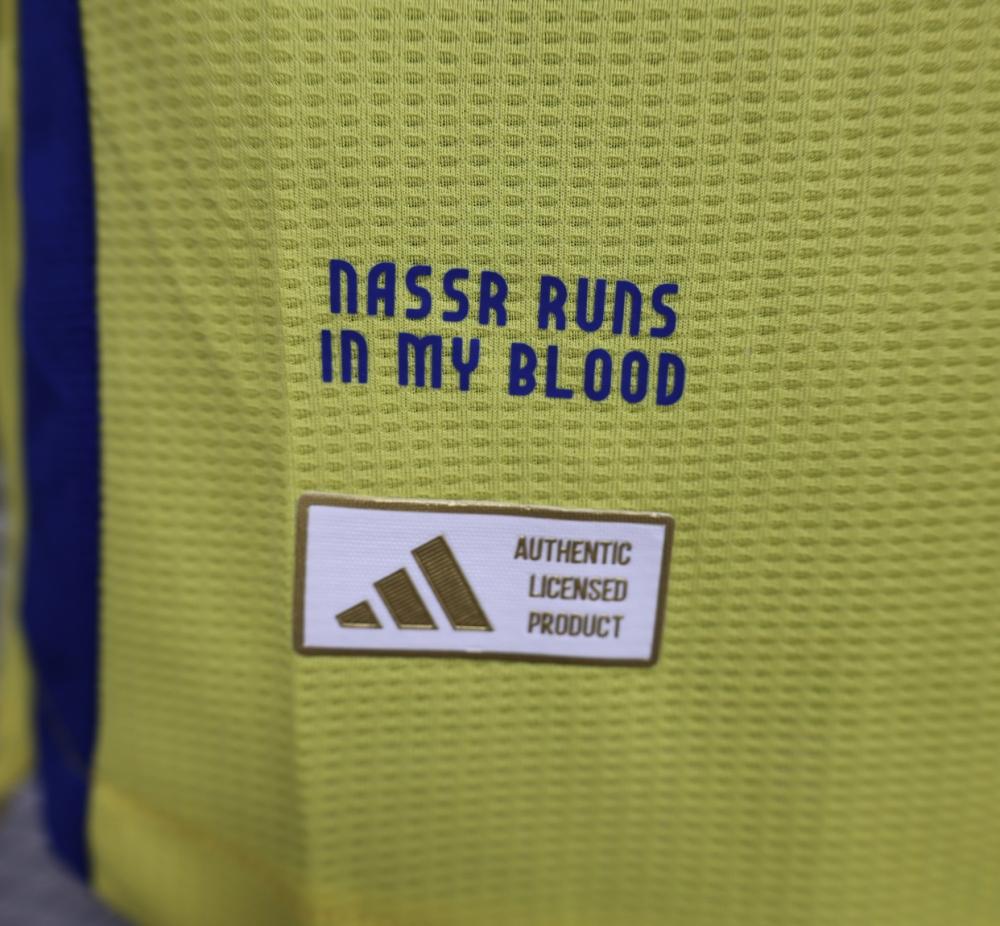 NASSR RUNS
IN MY BLOOD
AUTHENTIC
LICENSED
PRODUCT